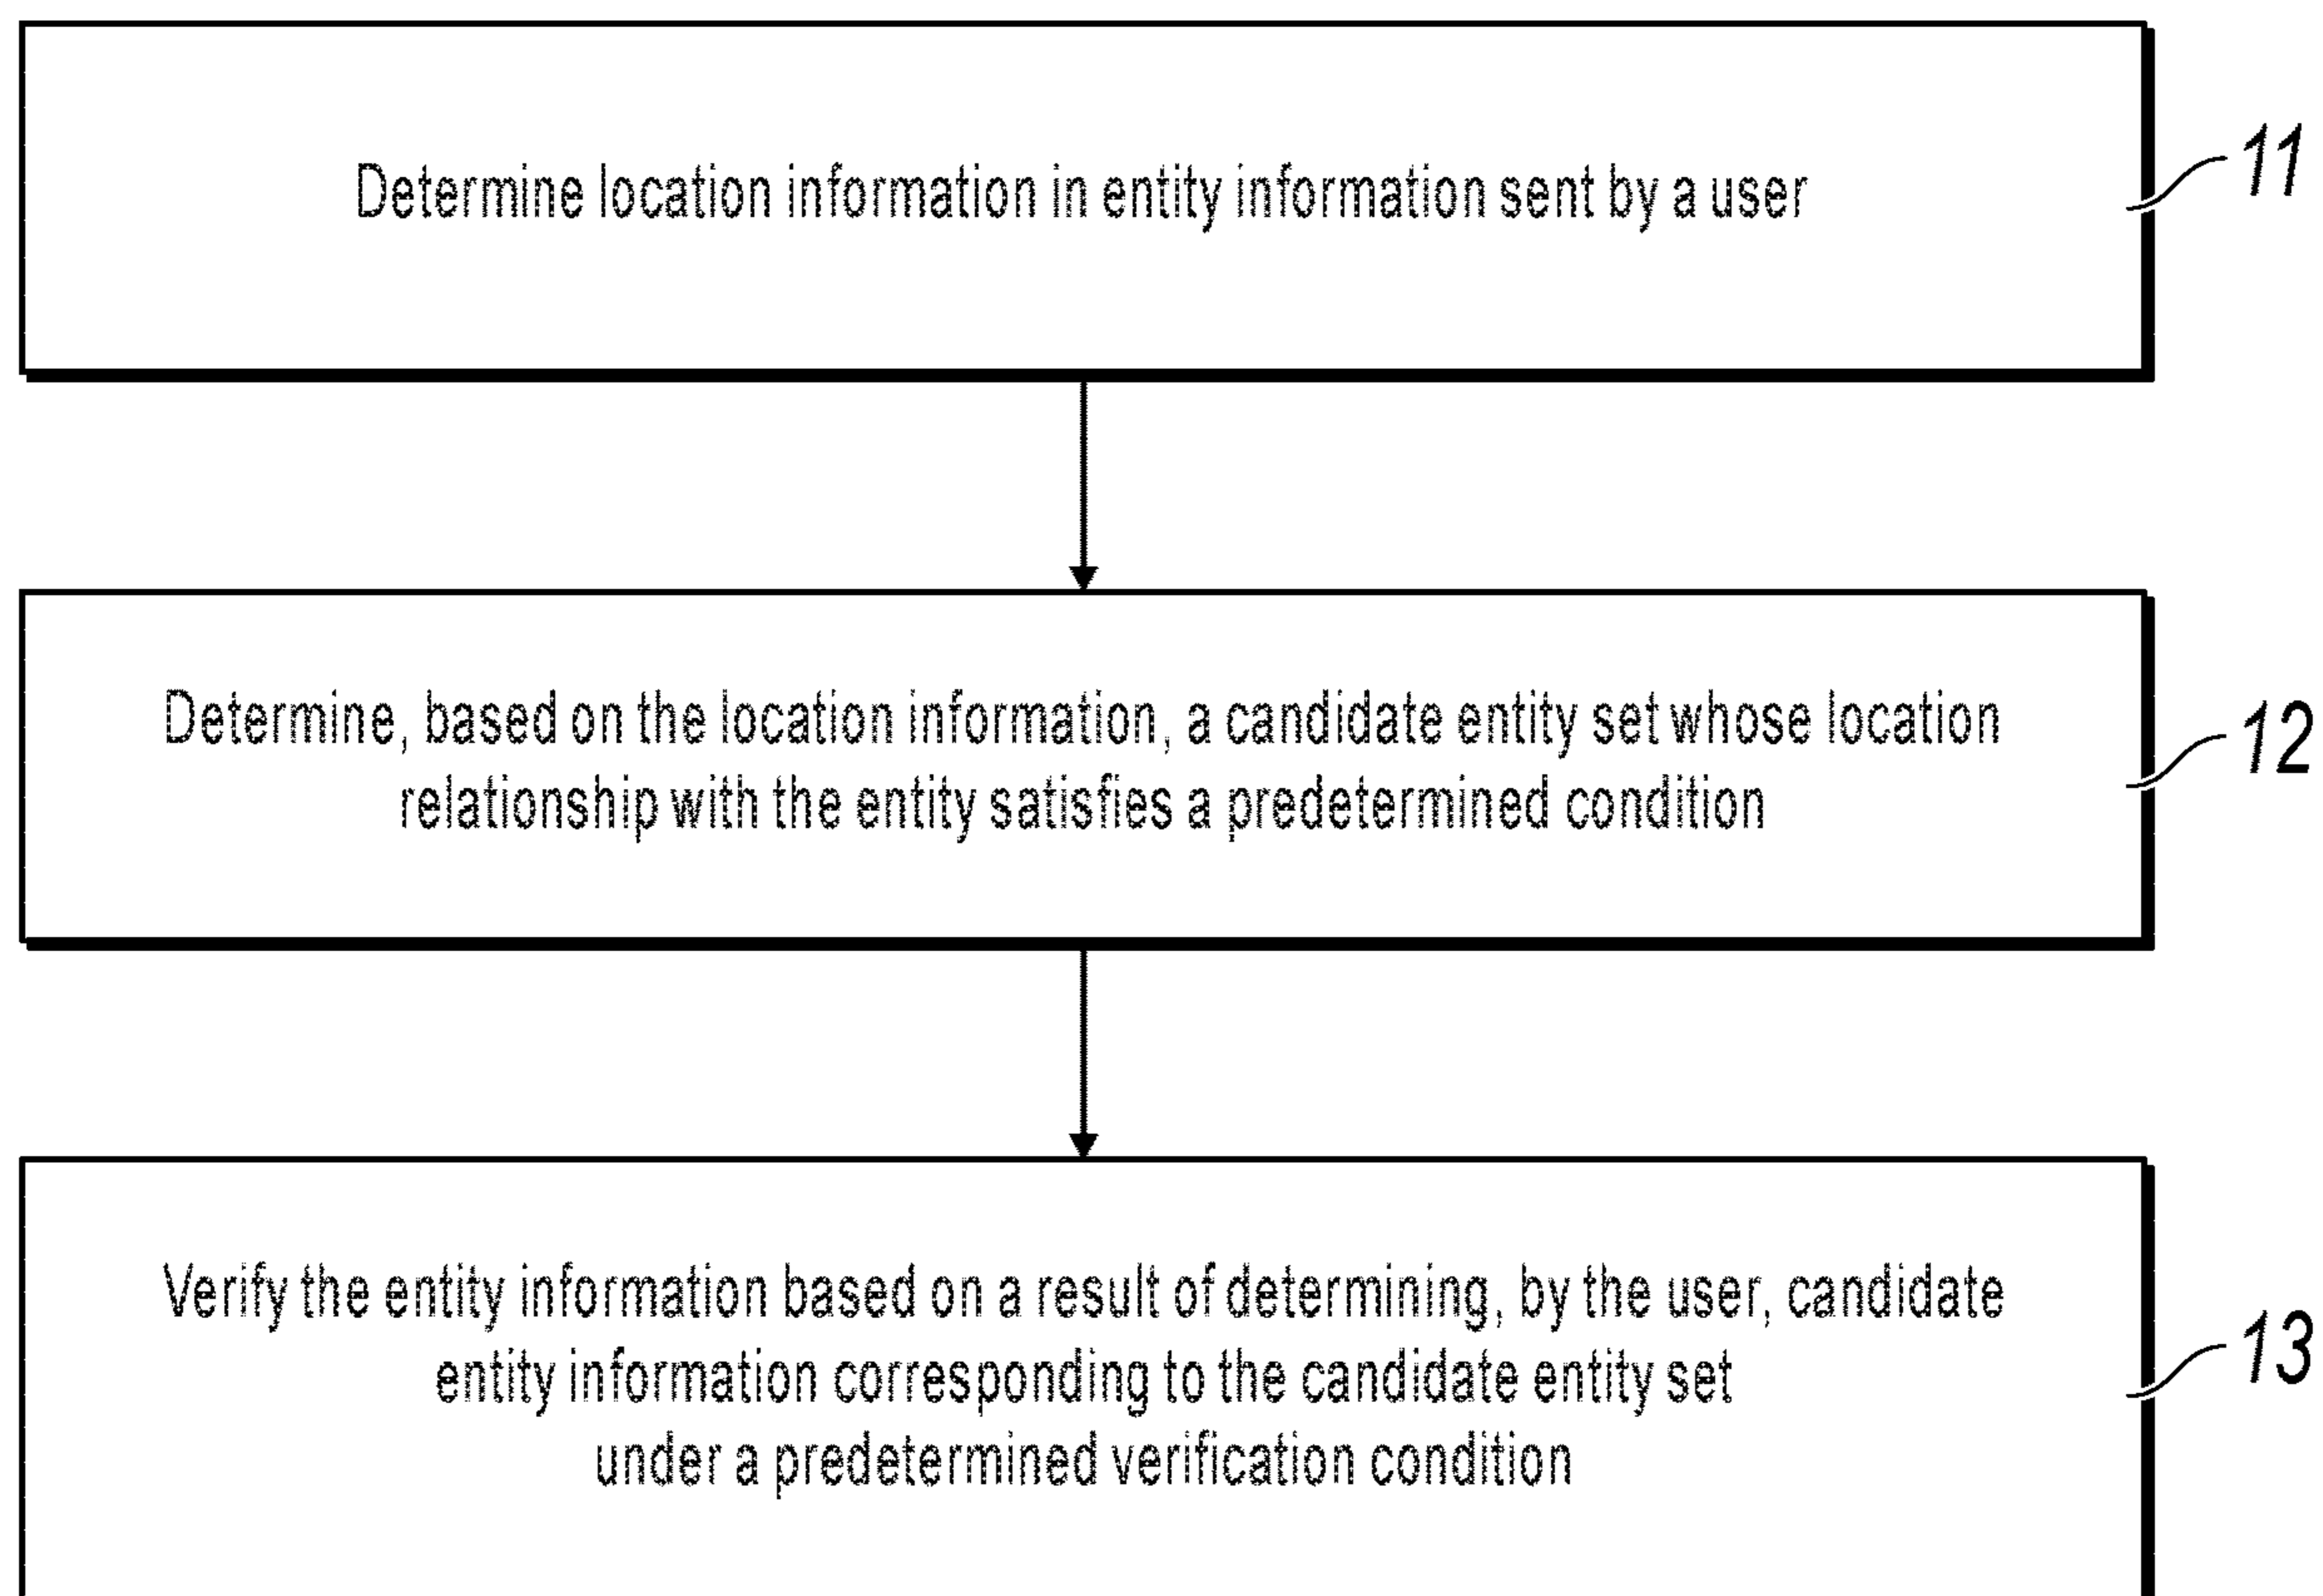 Determine location information in entity information sent by a user
11
Determine, based on the location information, a candidate entity set whose location
relationship with the entity satisfies a predetermined condition
12
Verify the entity information based on a result of determining, by the user, candidate
entity information corresponding to the candidate entity set
under a predetermined verification condition
13